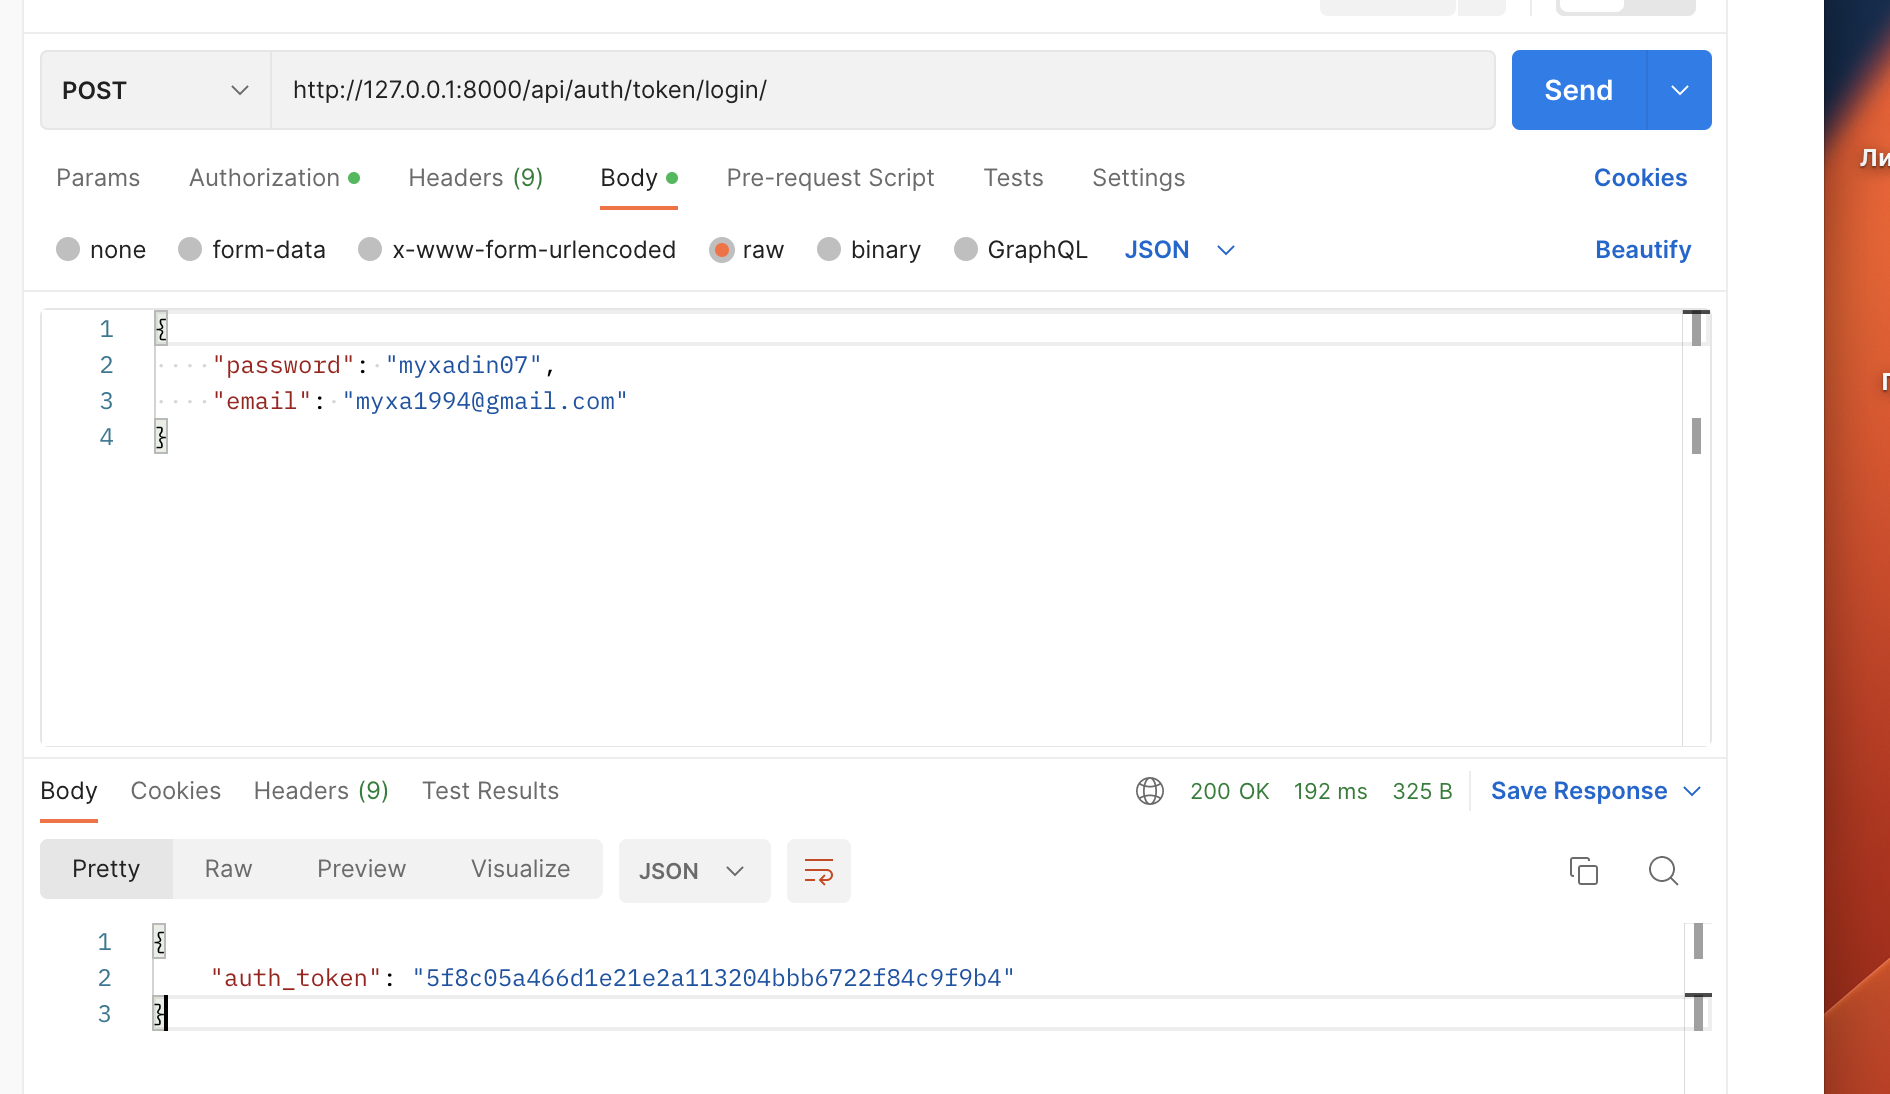 POST
http://127.0.0.1:8000/api/auth/token/login/
Send
Params Authorization Headers (9) Body Pre-request Script Tests Settings Cookies
none form-data x-www-form-urlencoded raw binary GraphQL JSON Beautify
1 {
2 "password": "myxadin07",
3 "email": "myxa1994@gmail.com"
4 }
Body Cookies Headers (9) Test Results 200 OK 192 ms 325 B Save Response
Pretty Raw Preview Visualize JSON
1 {
2 "auth_token": "5f8c05a466d1e21e2a113204bbb6722f84c9f9b4"
3 }